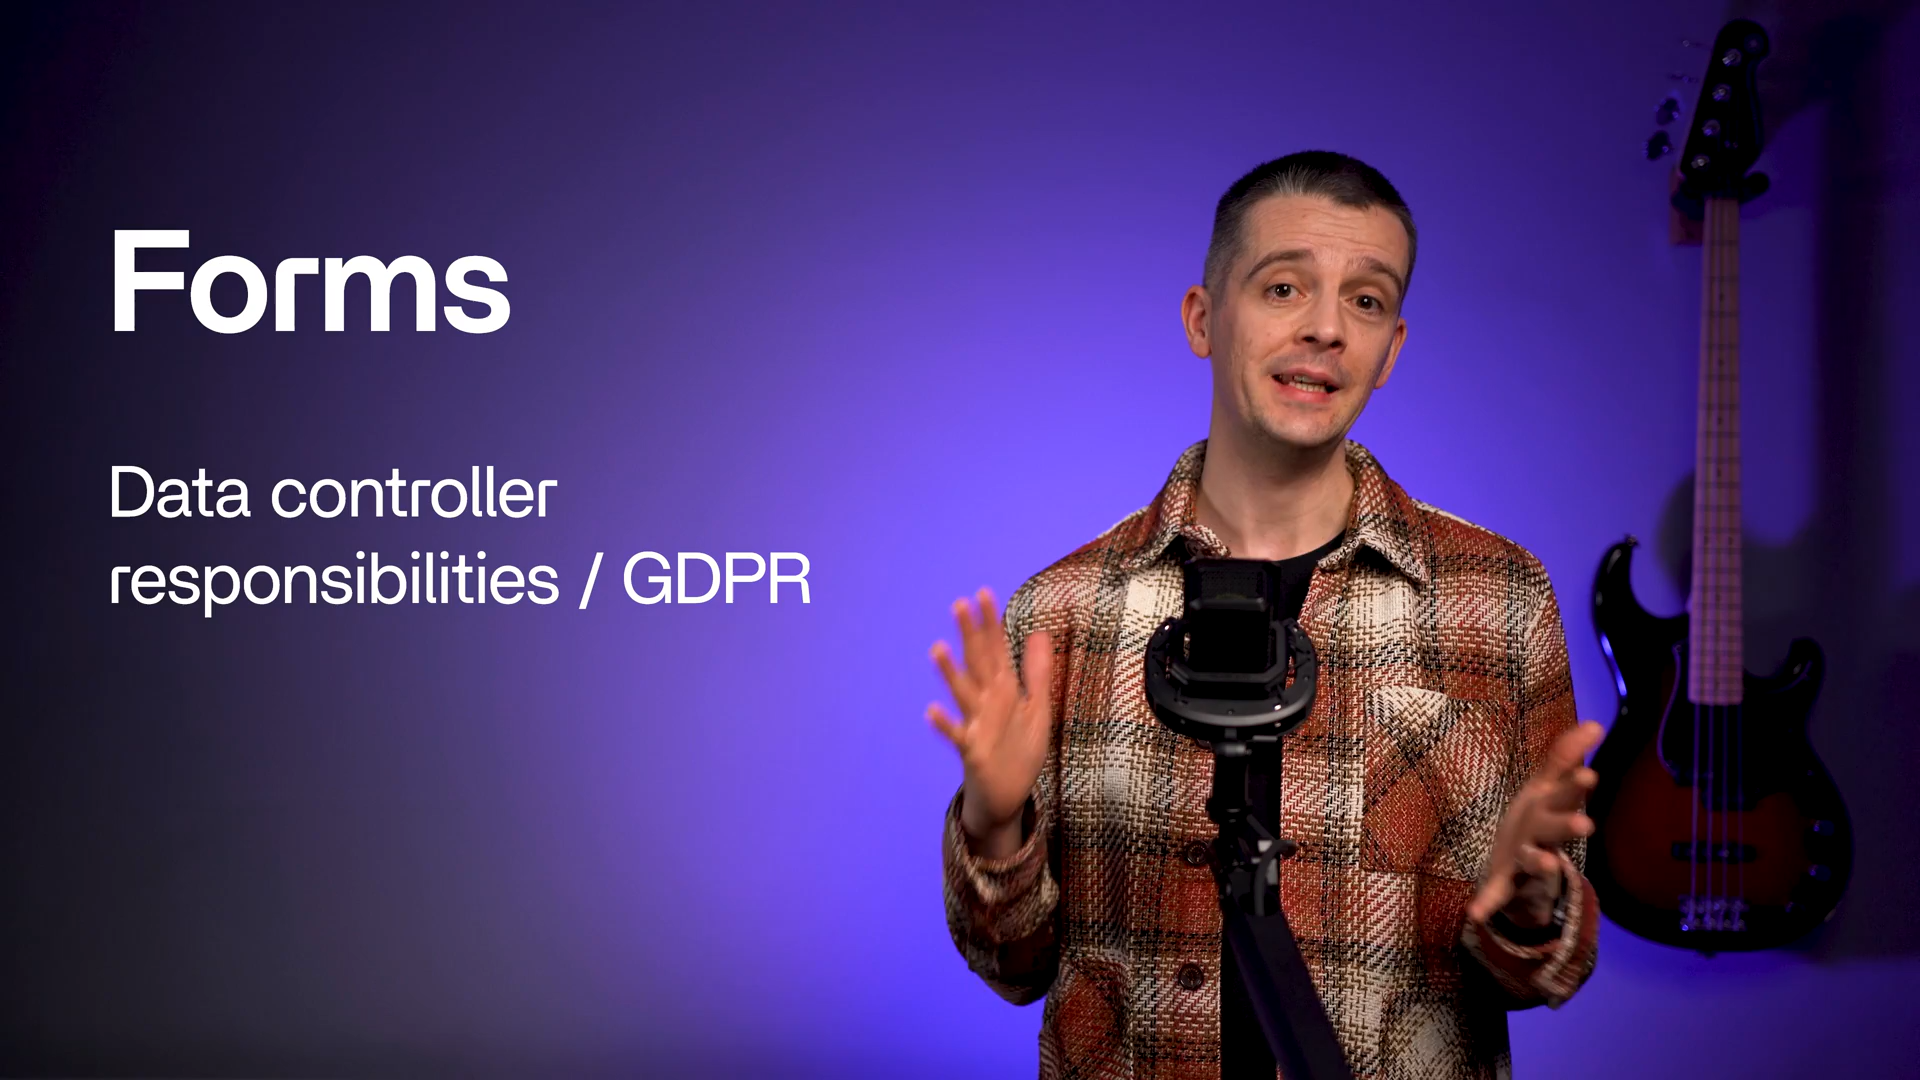 Forms
Data controller
responsibilities / GDPR